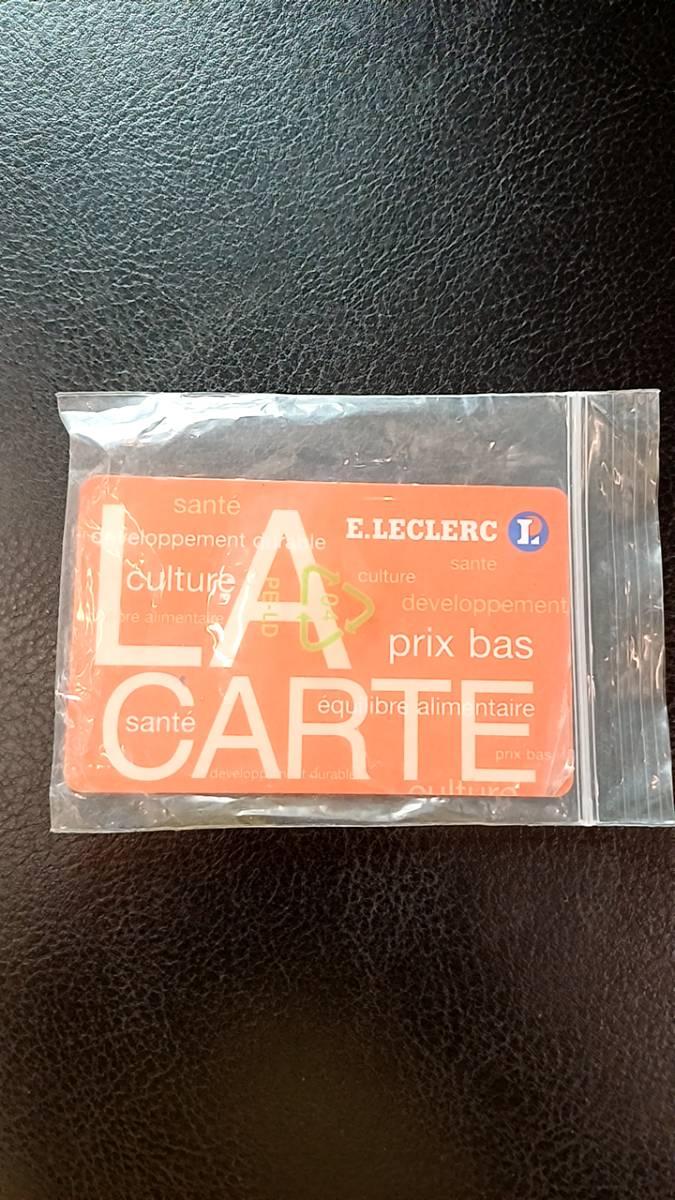 santé
E.LECLERC L
développement durable
santé
culture
culture
développement
alimentaire
LA
PE-LD
04
prix bas
équilibre alimentaire
santé
CARTE
prix bas
développement durable
culture